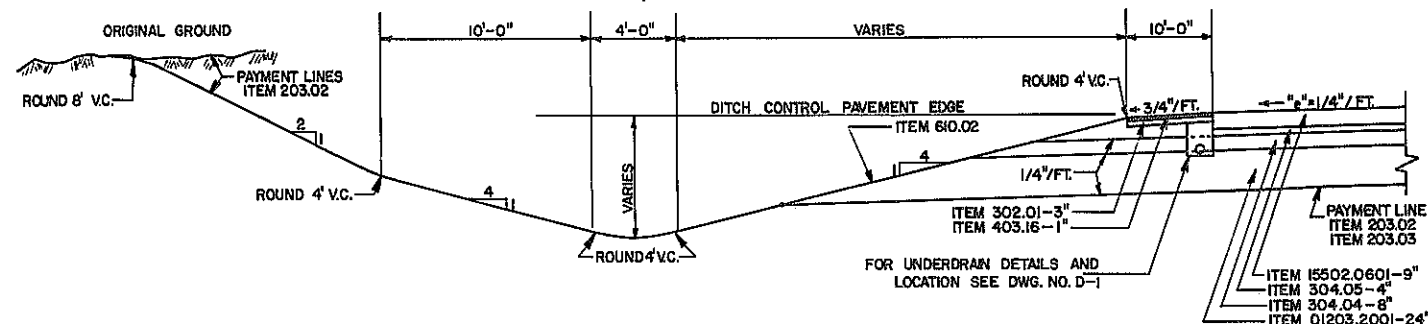 ORIGINAL GROUND
10'-0"
4'-0"
VARIES
10'-0"
PAYMENT LINES
ITEM 203.02
ROUND 8' V.C.
ROUND 4' V.C.
DITCH CONTROL PAVEMENT EDGE
3/4"/FT.
"e"=1/4"/FT.
ITEM 610.02
2
1
VARIES
4
1
ROUND 4' V.C.
4
1
1/4"/FT.
ITEM 302.01-3"
ITEM 403.16-1"
PAYMENT LINE
ITEM 203.02
ITEM 203.03
ROUND 4' V.C.
FOR UNDERDRAIN DETAILS AND
LOCATION SEE DWG. NO. D-1
ITEM 15502.0601-9"
ITEM 304.05-4"
ITEM 304.04-8"
ITEM 01203.2001-24"